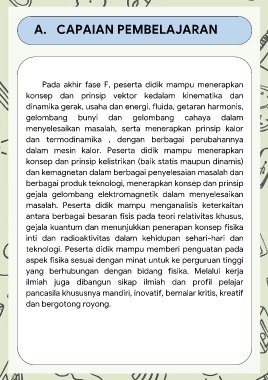 A. CAPAIAN PEMBELAJARAN
Pada akhir fase F, peserta didik mampu menerapkan
konsep dan prinsip vektor kedalam kinematika dan
dinamika gerak, usaha dan energi, fluida, getaran harmonis,
gelombang bunyi dan gelombang cahaya dalam
menyelesaikan masalah, serta menerapkan prinsip kalor
dan termodinamika , dengan berbagai perubahannya
dalam mesin kalor. Peserta didik mampu menerapkan
konsep dan prinsip kelistrikan (baik statis maupun dinamis)
dan kemagnetan dalam berbagai penyelesaian masalah dan
berbagai produk teknologi, menerapkan konsep dan prinsip
gejala gelombang elektromagnetik dalam menyelesaikan
masalah. Peserta didik mampu menganalisis keterkaitan
antara berbagai besaran fisis pada teori relativitas khusus,
gejala kuantum dan menunjukkan penerapan konsep fisika
inti dan radioaktivitas dalam kehidupan sehari-hari dan
teknologi. Peserta didik mampu memberi penguatan pada
aspek fisika sesuai dengan minat untuk ke perguruan tinggi
yang berhubungan dengan bidang fisika. Melalui kerja
ilmiah juga dibangun sikap ilmiah dan profil pelajar
pancasila khususnya mandiri, inovatif, bernalar kritis, kreatif
dan bergotong royong.